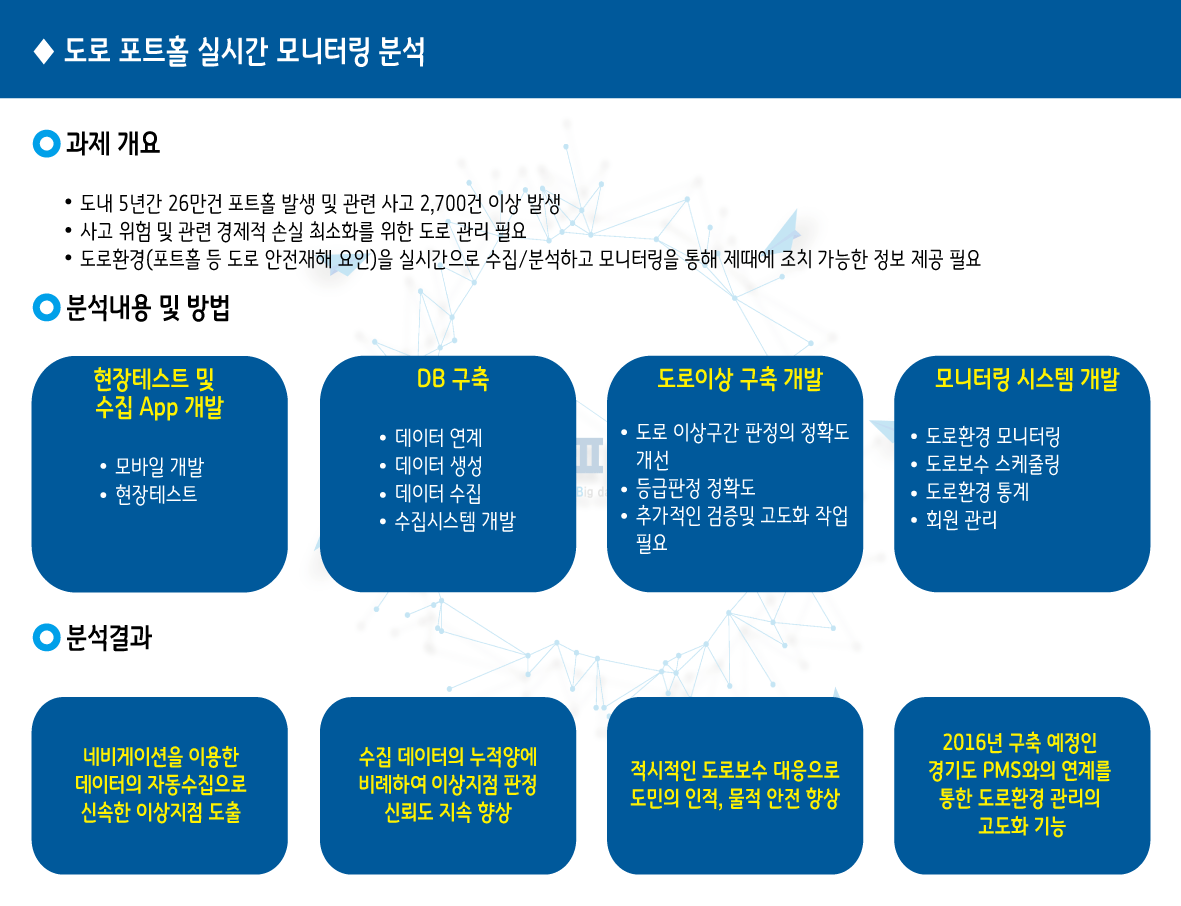 ◆ 도로 포트홀 실시간 모니터링 분석
과제 개요
• 도내 5년간 26만건 포트홀 발생 및 관련 사고 2,700건 이상 발생
• 사고 위험 및 관련 경제적 손실 최소화를 위한 도로 관리 필요
• 도로환경(포트홀 등 도로 안전재해 요인)을 실시간으로 수집/분석하고 모니터링을 통해 제때에 조치 가능한 정보 제공 필요
분석내용 및 방법
현장테스트 및
수집 App 개발
• 모바일 개발
• 현장테스트
DB 구축
• 데이터 연계
• 데이터 생성
• 데이터 수집
• 수집시스템 개발
도로이상 구축 개발
• 도로 이상구간 판정의 정확도
개선
• 등급판정 정확도
• 추가적인 검증및 고도화 작업
필요
모니터링 시스템 개발
• 도로환경 모니터링
• 도로보수 스케줄링
• 도로환경 통계
• 회원 관리
Big
분석결과
네비게이션을 이용한
데이터의 자동수집으로
신속한 이상지점 도출
수집 데이터의 누적양에
비례하여 이상지점 판정
신뢰도 지속 향상
적시적인 도로보수 대응으로
도민의 인적, 물적 안전 향상
2016년 구축 예정인
경기도 PMS와의 연계를
통한 도로환경 관리의
고도화 기능